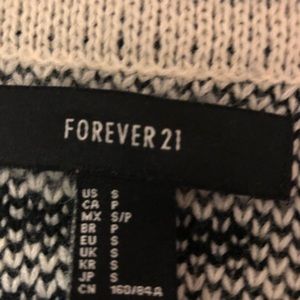 FOREVER 21
US S
CA P
MX S/P
BR P
EU S
UK S
KR S
JP S
CN 160/84A